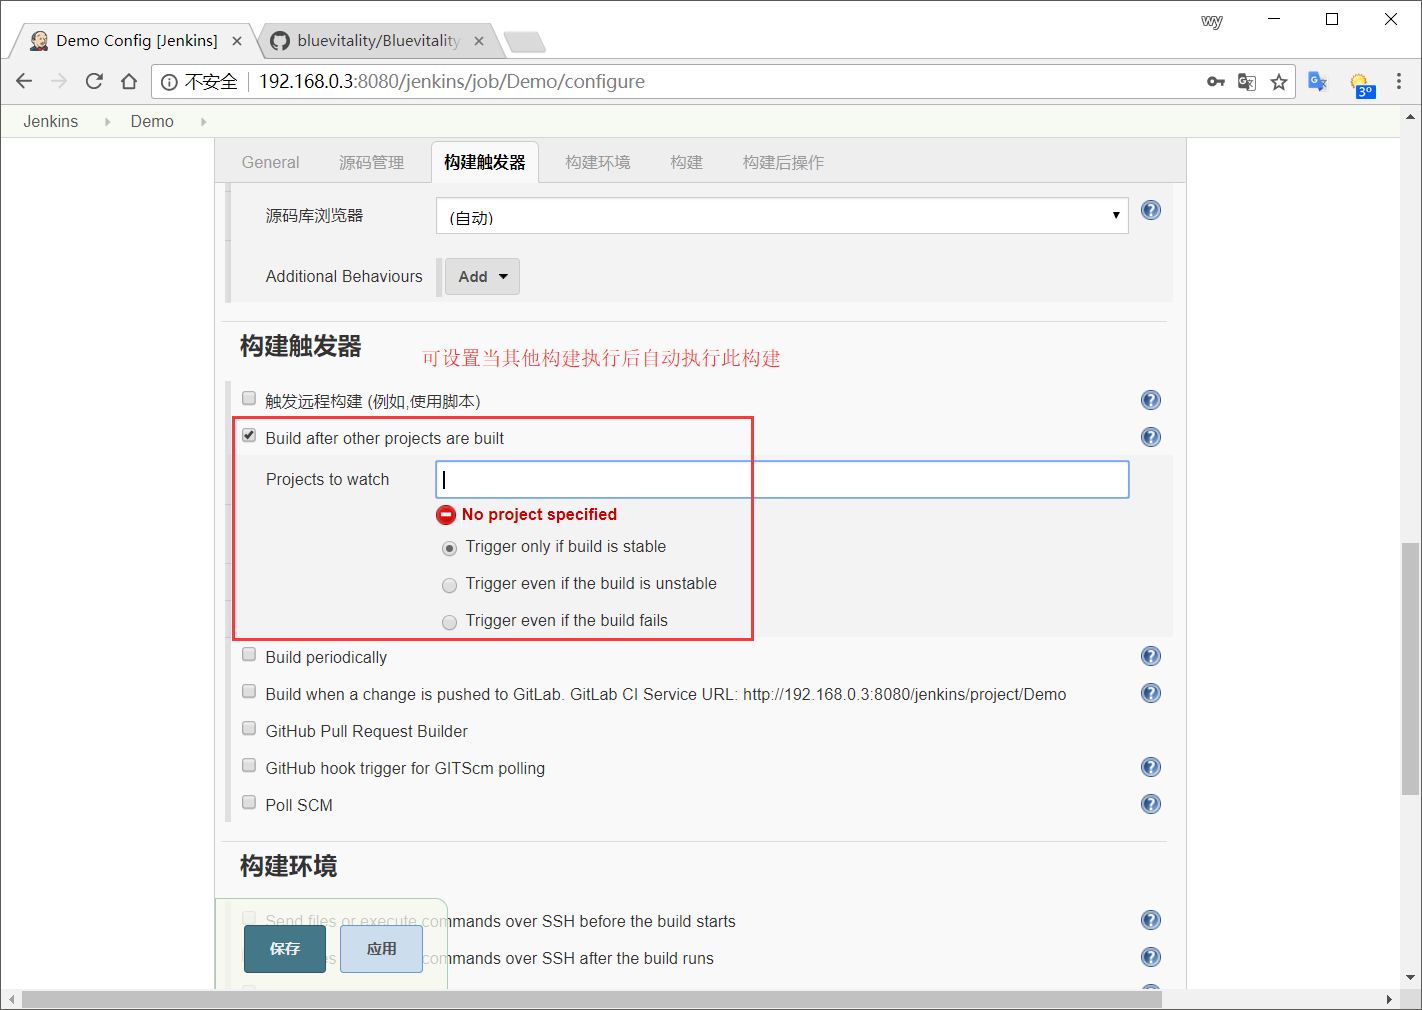 wy
Demo Config [Jenkins]
bluevitality/Bluevitality
不安全
192.168.0.3:8080/jenkins/job/Demo/configure
3°
Jenkins Demo
General 源码管理 构建触发器 构建环境 构建 构建后操作
源码库浏览器 (自动)
Additional Behaviours Add
构建触发器
可设置当其他构建执行后自动执行此构建
触发远程构建 (例如,使用脚本)
Build after other projects are built
Projects to watch
No project specified
Trigger only if build is stable
Trigger even if the build is unstable
Trigger even if the build fails
Build periodically
Build when a change is pushed to GitLab. GitLab CI Service URL: http://192.168.0.3:8080/jenkins/project/Demo
GitHub Pull Request Builder
GitHub hook trigger for GITScm polling
Poll SCM
构建环境
Send files or execute commands over SSH before the build starts
commands over SSH after the build runs
保存 应用